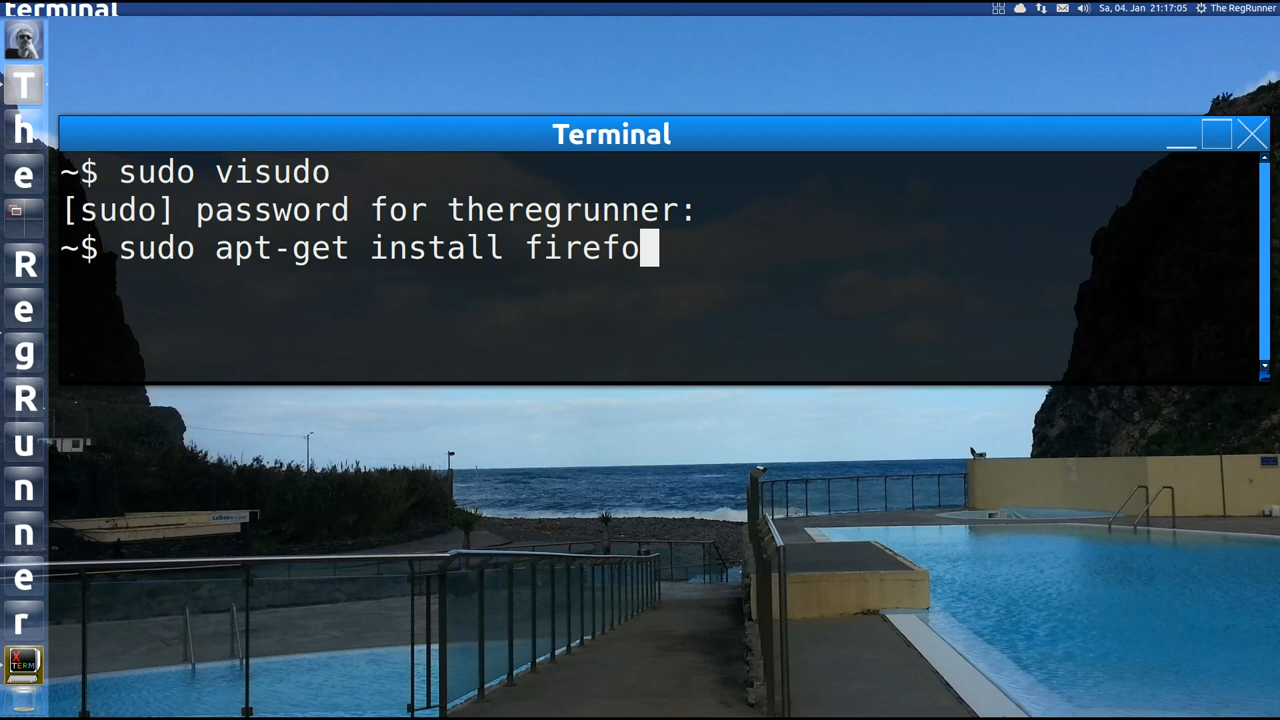 terminal
Sa, 04. Jan 21:17:05 The RegRunner
T
h
e
R
e
g
R
u
n
n
e
r
X
TERM
Terminal
~$ sudo visudo
[sudo] password for theregrunner:
~$ sudo apt-get install firefo